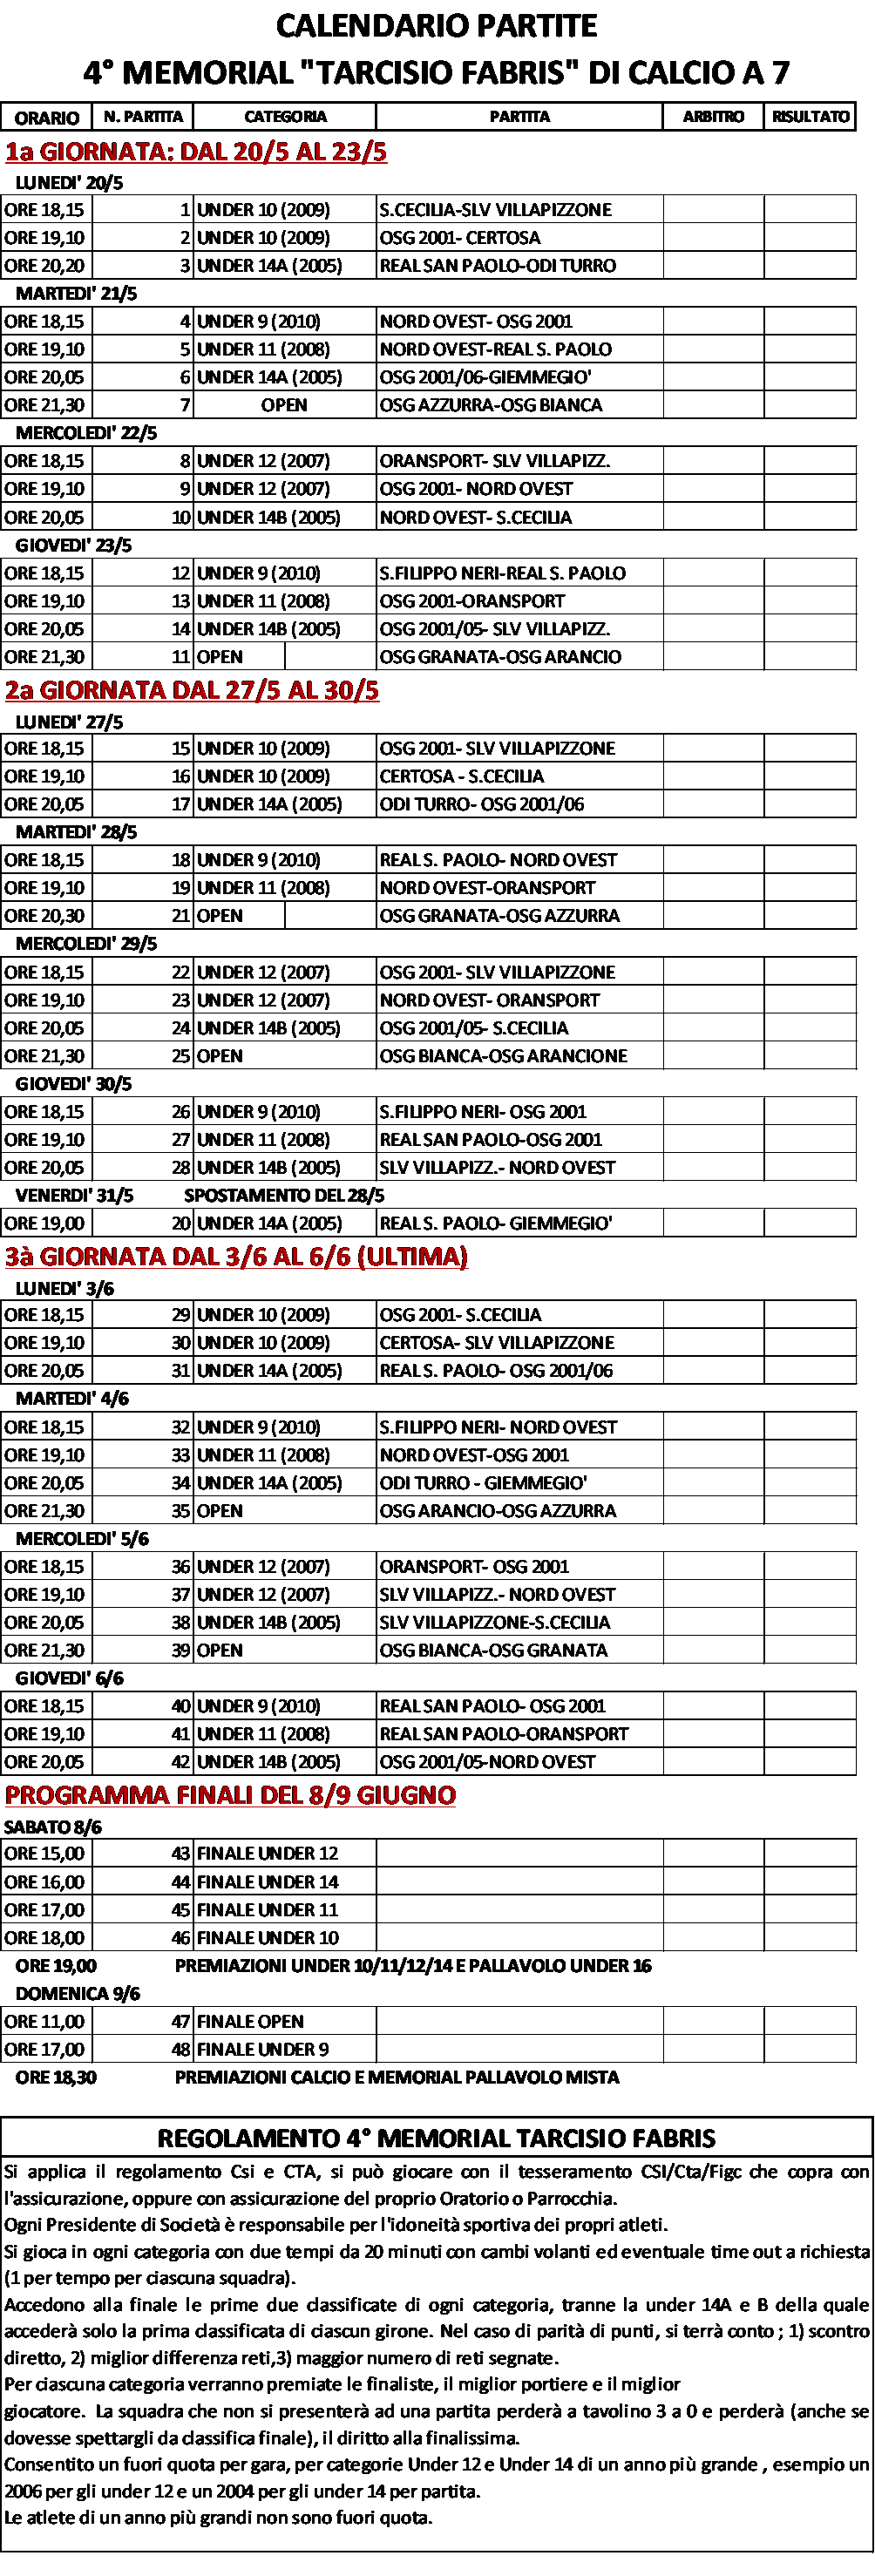 CALENDARIO PARTITE
4° MEMORIAL "TARCISIO FABRIS" DI CALCIO A 7
ORARIO N. PARTITA CATEGORIA PARTITA ARBITRO RISULTATO
1a GIORNATA: DAL 20/5 AL 23/5
LUNEDI' 20/5
ORE 18,15 1 UNDER 10 (2009) S.CECILIA-SLV VILLAPIZZONE
ORE 19,10 2 UNDER 10 (2009) OSG 2001- CERTOSA
ORE 20,20 3 UNDER 14A (2005) REAL SAN PAOLO-ODI TURRO
MARTEDI' 21/5
ORE 18,15 4 UNDER 9 (2010) NORD OVEST- OSG 2001
ORE 19,10 5 UNDER 11 (2008) NORD OVEST-REAL S. PAOLO
ORE 20,05 6 UNDER 14A (2005) OSG 2001/06-GIEMMEGIO'
ORE 21,30 7 OPEN OSG AZZURRA-OSG BIANCA
MERCOLEDI' 22/5
ORE 18,15 8 UNDER 12 (2007) ORANSPORT- SLV VILLAPIZZ.
ORE 19,10 9 UNDER 12 (2007) OSG 2001- NORD OVEST
ORE 20,05 10 UNDER 14B (2005) NORD OVEST- S.CECILIA
GIOVEDI' 23/5
ORE 18,15 12 UNDER 9 (2010) S.FILIPPO NERI-REAL S. PAOLO
ORE 19,10 13 UNDER 11 (2008) OSG 2001-ORANSPORT
ORE 20,05 14 UNDER 14B (2005) OSG 2001/05- SLV VILLAPIZZ.
ORE 21,30 11 OPEN OSG GRANATA-OSG ARANCIO
2a GIORNATA DAL 27/5 AL 30/5
LUNEDI' 27/5
ORE 18,15 15 UNDER 10 (2009) OSG 2001- SLV VILLAPIZZONE
ORE 19,10 16 UNDER 10 (2009) CERTOSA - S.CECILIA
ORE 20,05 17 UNDER 14A (2005) ODI TURRO- OSG 2001/06
MARTEDI' 28/5
ORE 18,15 18 UNDER 9 (2010) REAL S. PAOLO- NORD OVEST
ORE 19,10 19 UNDER 11 (2008) NORD OVEST-ORANSPORT
ORE 20,30 21 OPEN OSG GRANATA-OSG AZZURRA
MERCOLEDI' 29/5
ORE 18,15 22 UNDER 12 (2007) OSG 2001- SLV VILLAPIZZONE
ORE 19,10 23 UNDER 12 (2007) NORD OVEST- ORANSPORT
ORE 20,05 24 UNDER 14B (2005) OSG 2001/05- S.CECILIA
ORE 21,30 25 OPEN OSG BIANCA-OSG ARANCIONE
GIOVEDI' 30/5
ORE 18,15 26 UNDER 9 (2010) S.FILIPPO NERI- OSG 2001
ORE 19,10 27 UNDER 11 (2008) REAL SAN PAOLO-OSG 2001
ORE 20,05 28 UNDER 14B (2005) SLV VILLAPIZZ.- NORD OVEST
VENERDI' 31/5 SPOSTAMENTO DEL 28/5
ORE 19,00 20 UNDER 14A (2005) REAL S. PAOLO- GIEMMEGIO'
3à GIORNATA DAL 3/6 AL 6/6 (ULTIMA)
LUNEDI' 3/6
ORE 18,15 29 UNDER 10 (2009) OSG 2001- S.CECILIA
ORE 19,10 30 UNDER 10 (2009) CERTOSA- SLV VILLAPIZZONE
ORE 20,05 31 UNDER 14A (2005) REAL S. PAOLO- OSG 2001/06
MARTEDI' 4/6
ORE 18,15 32 UNDER 9 (2010) S.FILIPPO NERI- NORD OVEST
ORE 19,10 33 UNDER 11 (2008) NORD OVEST-OSG 2001
ORE 20,05 34 UNDER 14A (2005) ODI TURRO - GIEMMEGIO'
ORE 21,30 35 OPEN OSG ARANCIO-OSG AZZURRA
MERCOLEDI' 5/6
ORE 18,15 36 UNDER 12 (2007) ORANSPORT- OSG 2001
ORE 19,10 37 UNDER 12 (2007) SLV VILLAPIZZ.- NORD OVEST
ORE 20,05 38 UNDER 14B (2005) SLV VILLAPIZZONE-S.CECILIA
ORE 21,30 39 OPEN OSG BIANCA-OSG GRANATA
GIOVEDI' 6/6
ORE 18,15 40 UNDER 9 (2010) REAL SAN PAOLO- OSG 2001
ORE 19,10 41 UNDER 11 (2008) REAL SAN PAOLO-ORANSPORT
ORE 20,05 42 UNDER 14B (2005) OSG 2001/05-NORD OVEST
PROGRAMMA FINALI DEL 8/9 GIUGNO
SABATO 8/6
ORE 15,00 43 FINALE UNDER 12
ORE 16,00 44 FINALE UNDER 14
ORE 17,00 45 FINALE UNDER 11
ORE 18,00 46 FINALE UNDER 10
ORE 19,00 PREMIAZIONI UNDER 10/11/12/14 E PALLAVOLO UNDER 16
DOMENICA 9/6
ORE 11,00 47 FINALE OPEN
ORE 17,00 48 FINALE UNDER 9
ORE 18,30 PREMIAZIONI CALCIO E MEMORIAL PALLAVOLO MISTA
REGOLAMENTO 4° MEMORIAL TARCISIO FABRIS
Si applica il regolamento Csi e CTA, si può giocare con il tesseramento CSI/Cta/Figc che copra con
l'assicurazione, oppure con assicurazione del proprio Oratorio o Parrocchia.
Ogni Presidente di Società è responsabile per l'idoneità sportiva dei propri atleti.
Si gioca in ogni categoria con due tempi da 20 minuti con cambi volanti ed eventuale time out a richiesta
(1 per tempo per ciascuna squadra).
Accedono alla finale le prime due classificate di ogni categoria, tranne la under 14A e B della quale
accederà solo la prima classificata di ciascun girone. Nel caso di parità di punti, si terrà conto ; 1) scontro
diretto, 2) miglior differenza reti,3) maggior numero di reti segnate.
Per ciascuna categoria verranno premiate le finaliste, il miglior portiere e il miglior
giocatore. La squadra che non si presenterà ad una partita perderà a tavolino 3 a 0 e perderà (anche se
dovesse spettargli da classifica finale), il diritto alla finalissima.
Consentito un fuori quota per gara, per categorie Under 12 e Under 14 di un anno più grande , esempio un
2006 per gli under 12 e un 2004 per gli under 14 per partita.
Le atlete di un anno più grandi non sono fuori quota.